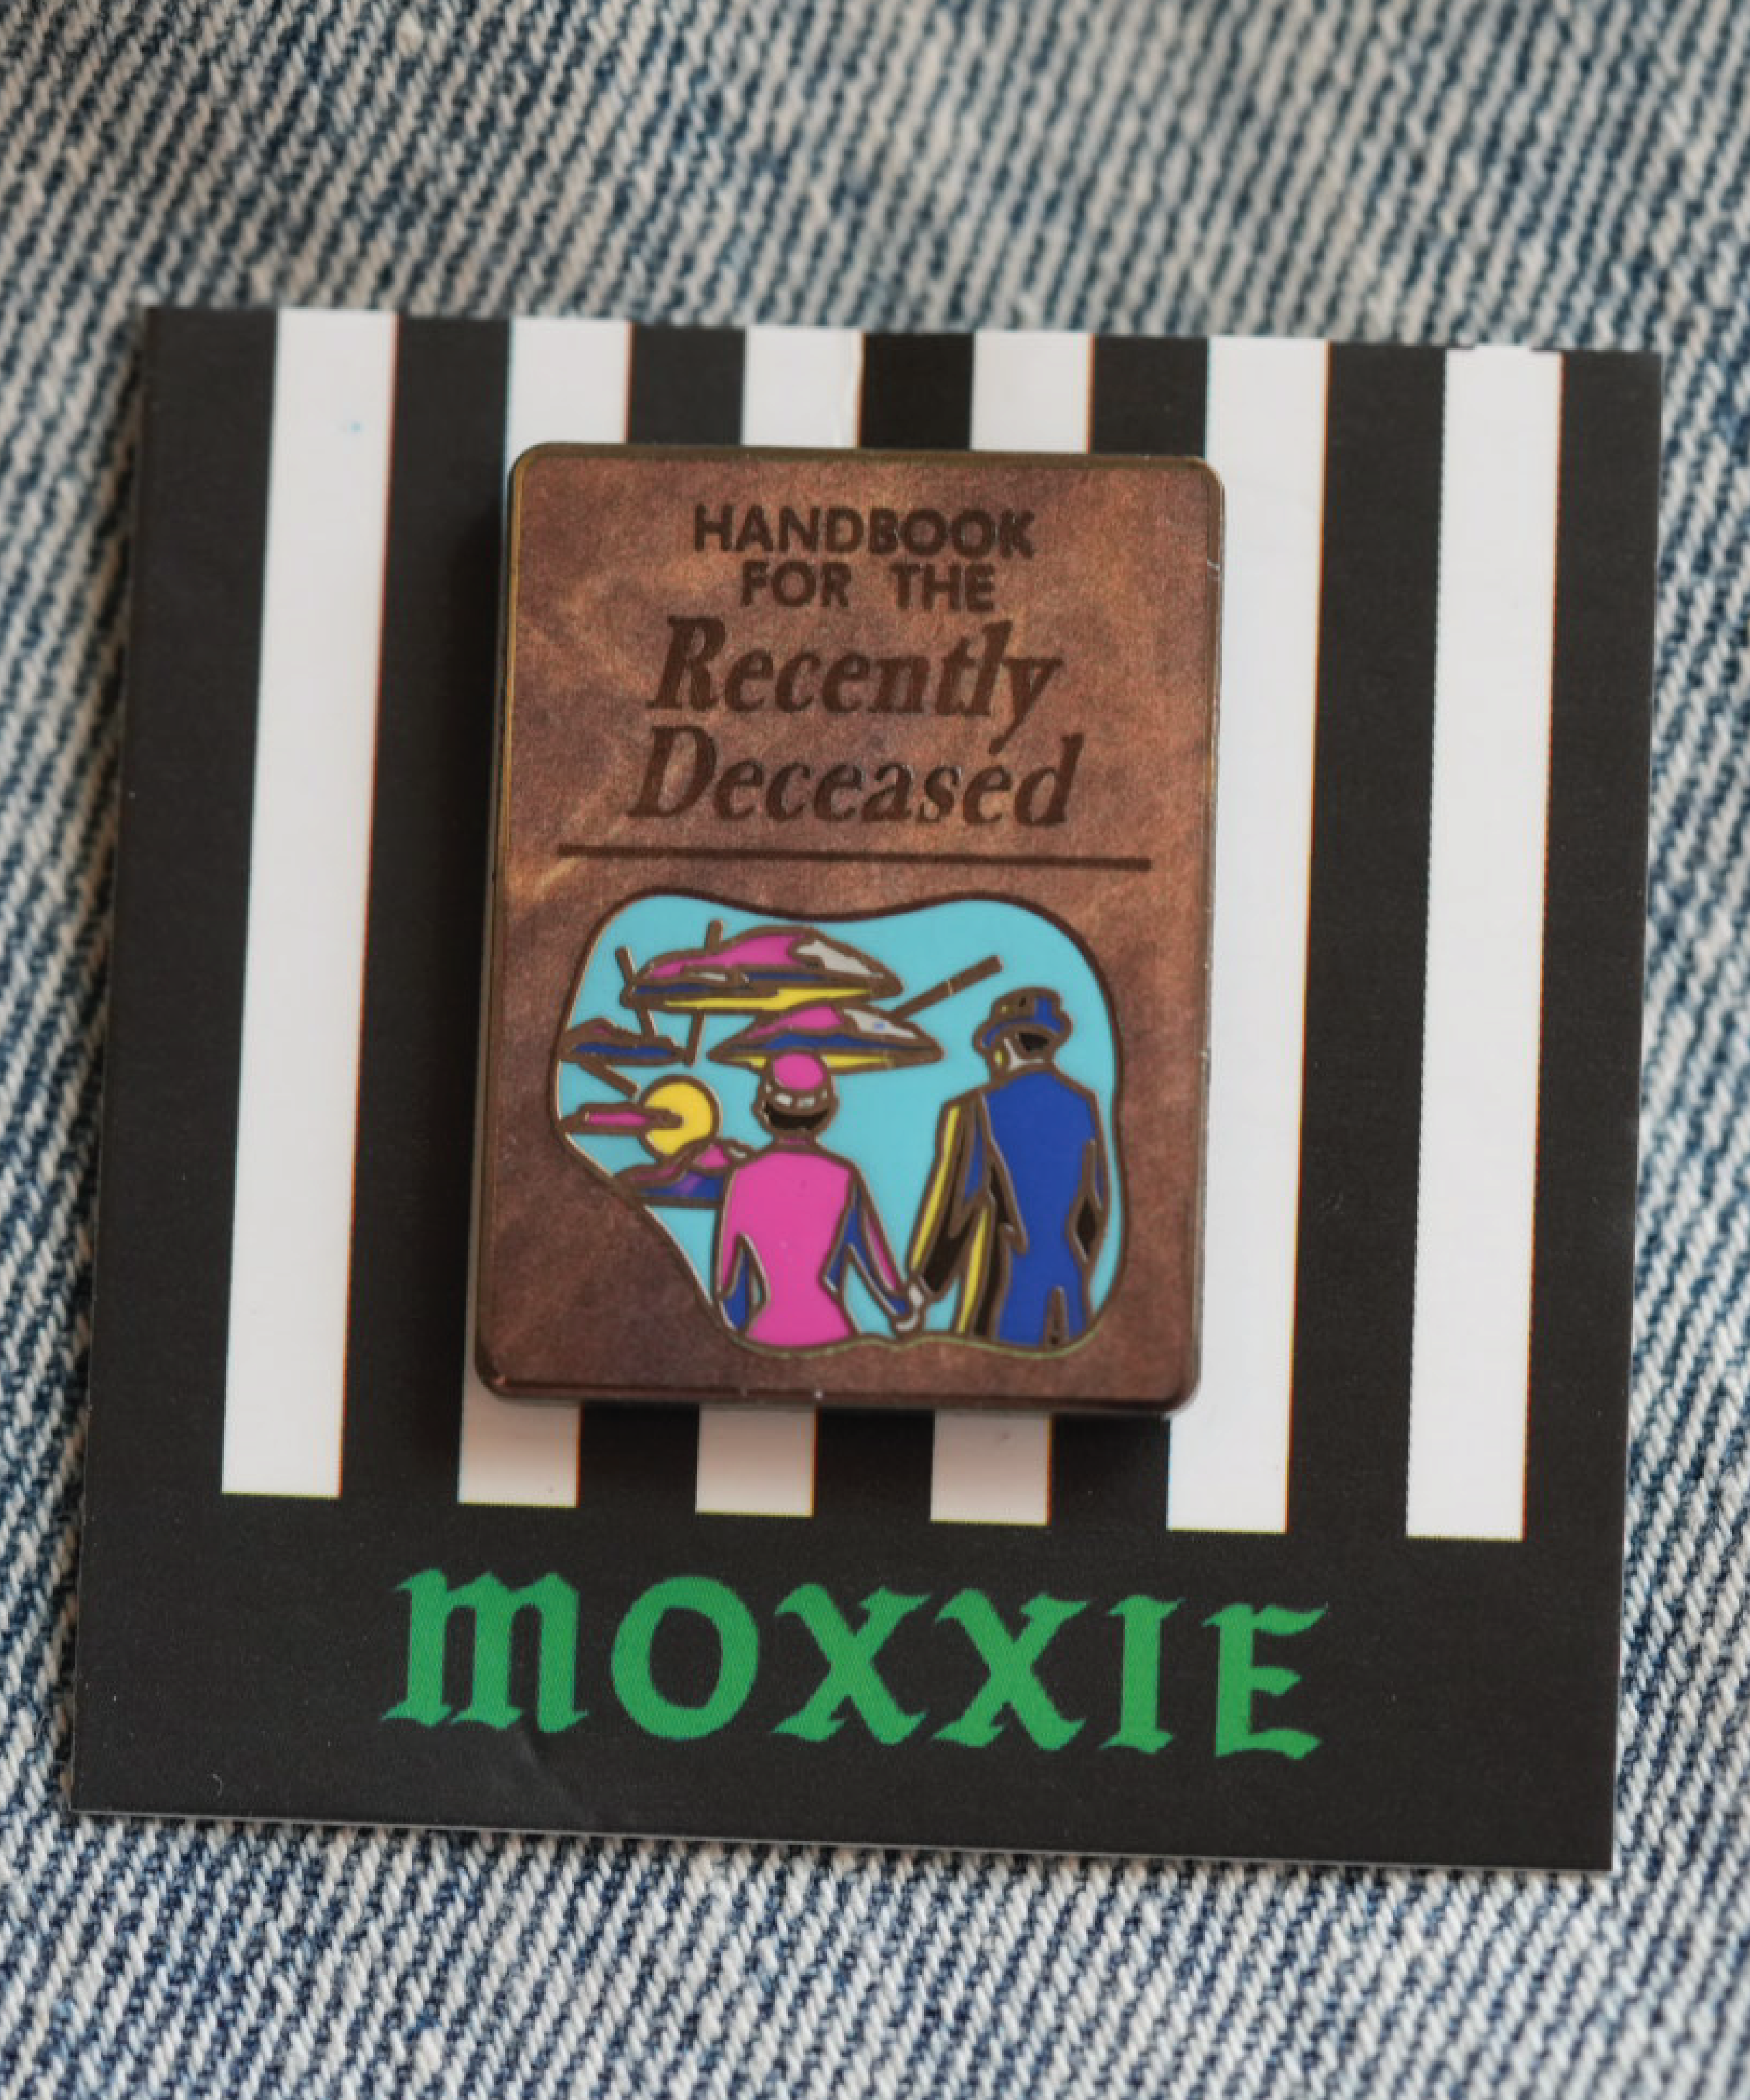 HANDBOOK
FOR THE
Recently
Deceased
MOXXIE